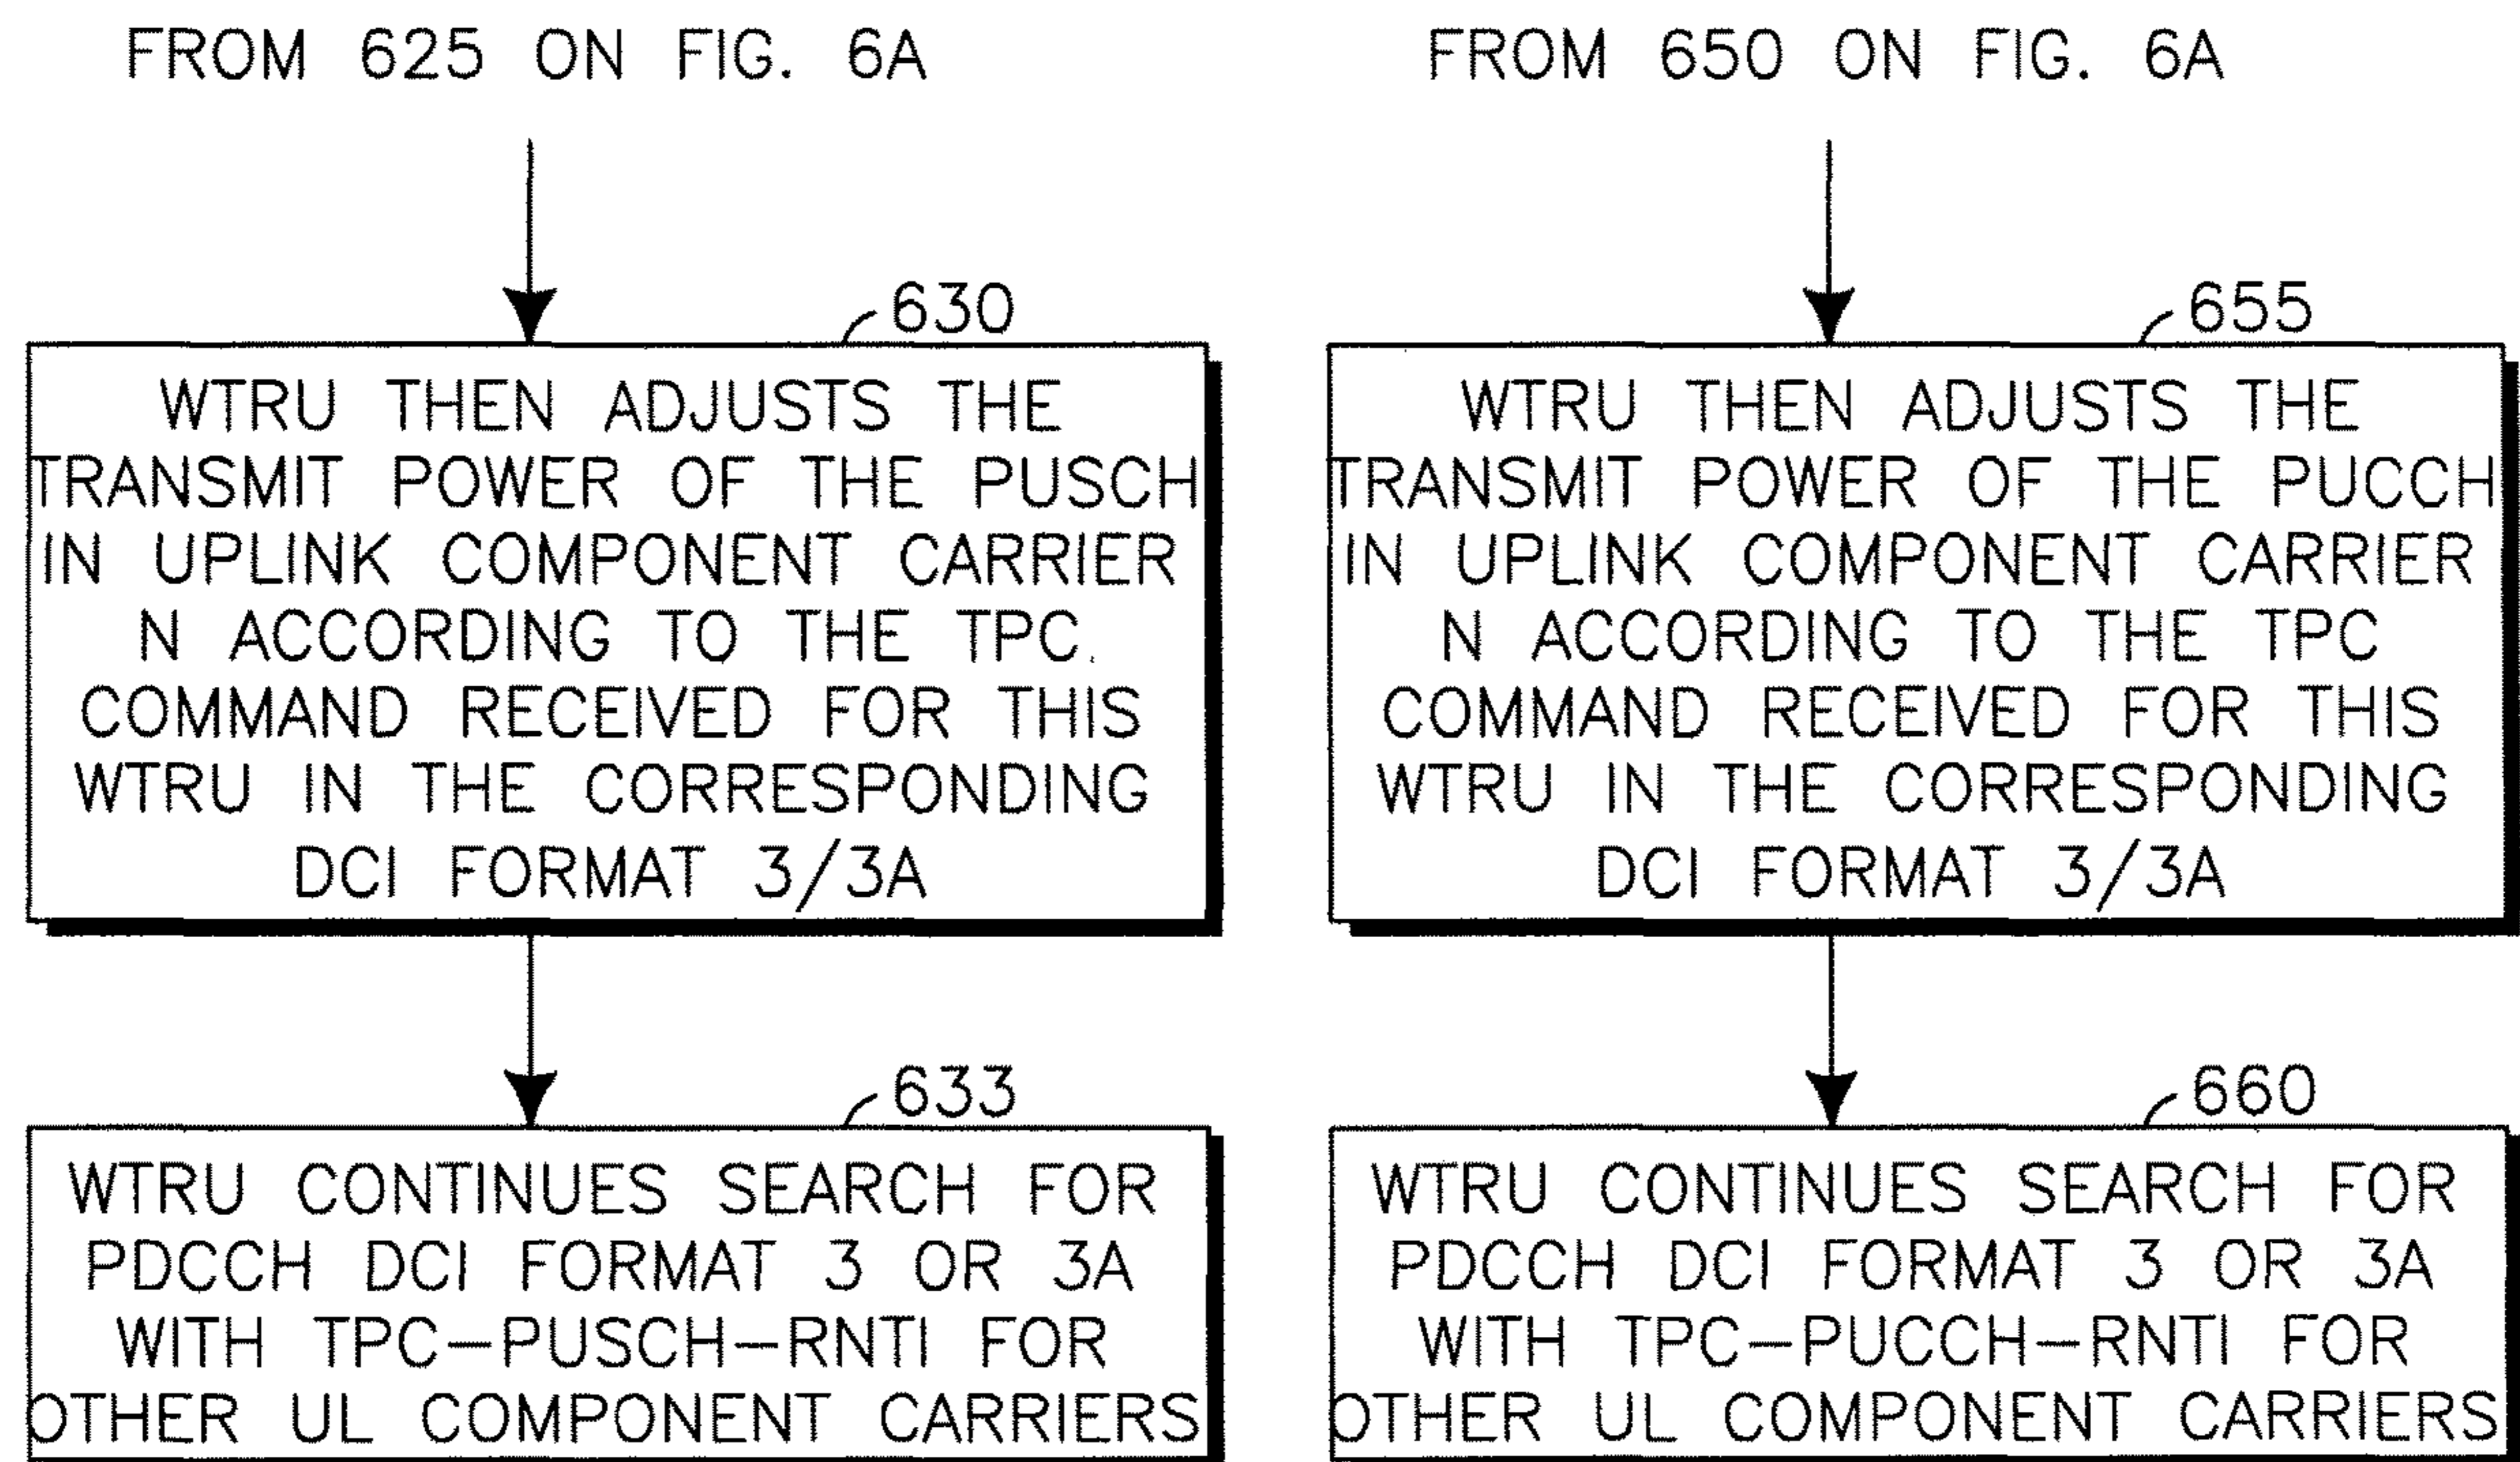 FROM 625 ON FIG. 6A
630
WTRU THEN ADJUSTS THE
TRANSMIT POWER OF THE PUSCH
IN UPLINK COMPONENT CARRIER
N ACCORDING TO THE TPC
COMMAND RECEIVED FOR THIS
WTRU IN THE CORRESPONDING
DCI FORMAT 3/3A
633
WTRU CONTINUES SEARCH FOR
PDCCH DCI FORMAT 3 OR 3A
WITH TPC-PUSCH-RNTI FOR
OTHER UL COMPONENT CARRIERS
FROM 650 ON FIG. 6A
655
WTRU THEN ADJUSTS THE
TRANSMIT POWER OF THE PUCCH
IN UPLINK COMPONENT CARRIER
N ACCORDING TO THE TPC
COMMAND RECEIVED FOR THIS
WTRU IN THE CORRESPONDING
DCI FORMAT 3/3A
660
WTRU CONTINUES SEARCH FOR
PDCCH DCI FORMAT 3 OR 3A
WITH TPC-PUCCH-RNTI FOR
OTHER UL COMPONENT CARRIERS